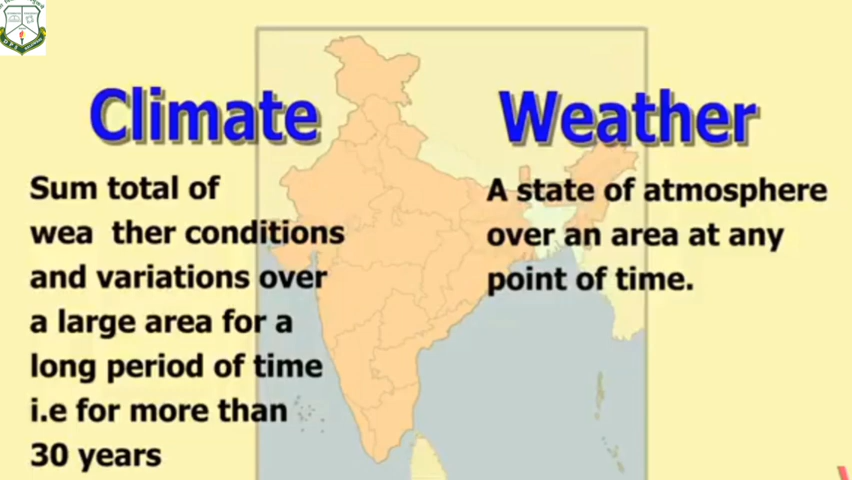 Climate
Sum total of
wea ther conditions
and variations over
a large area for a
long period of time
i.e for more than
30 years
Weather
A state of atmosphere
over an area at any
point of time.